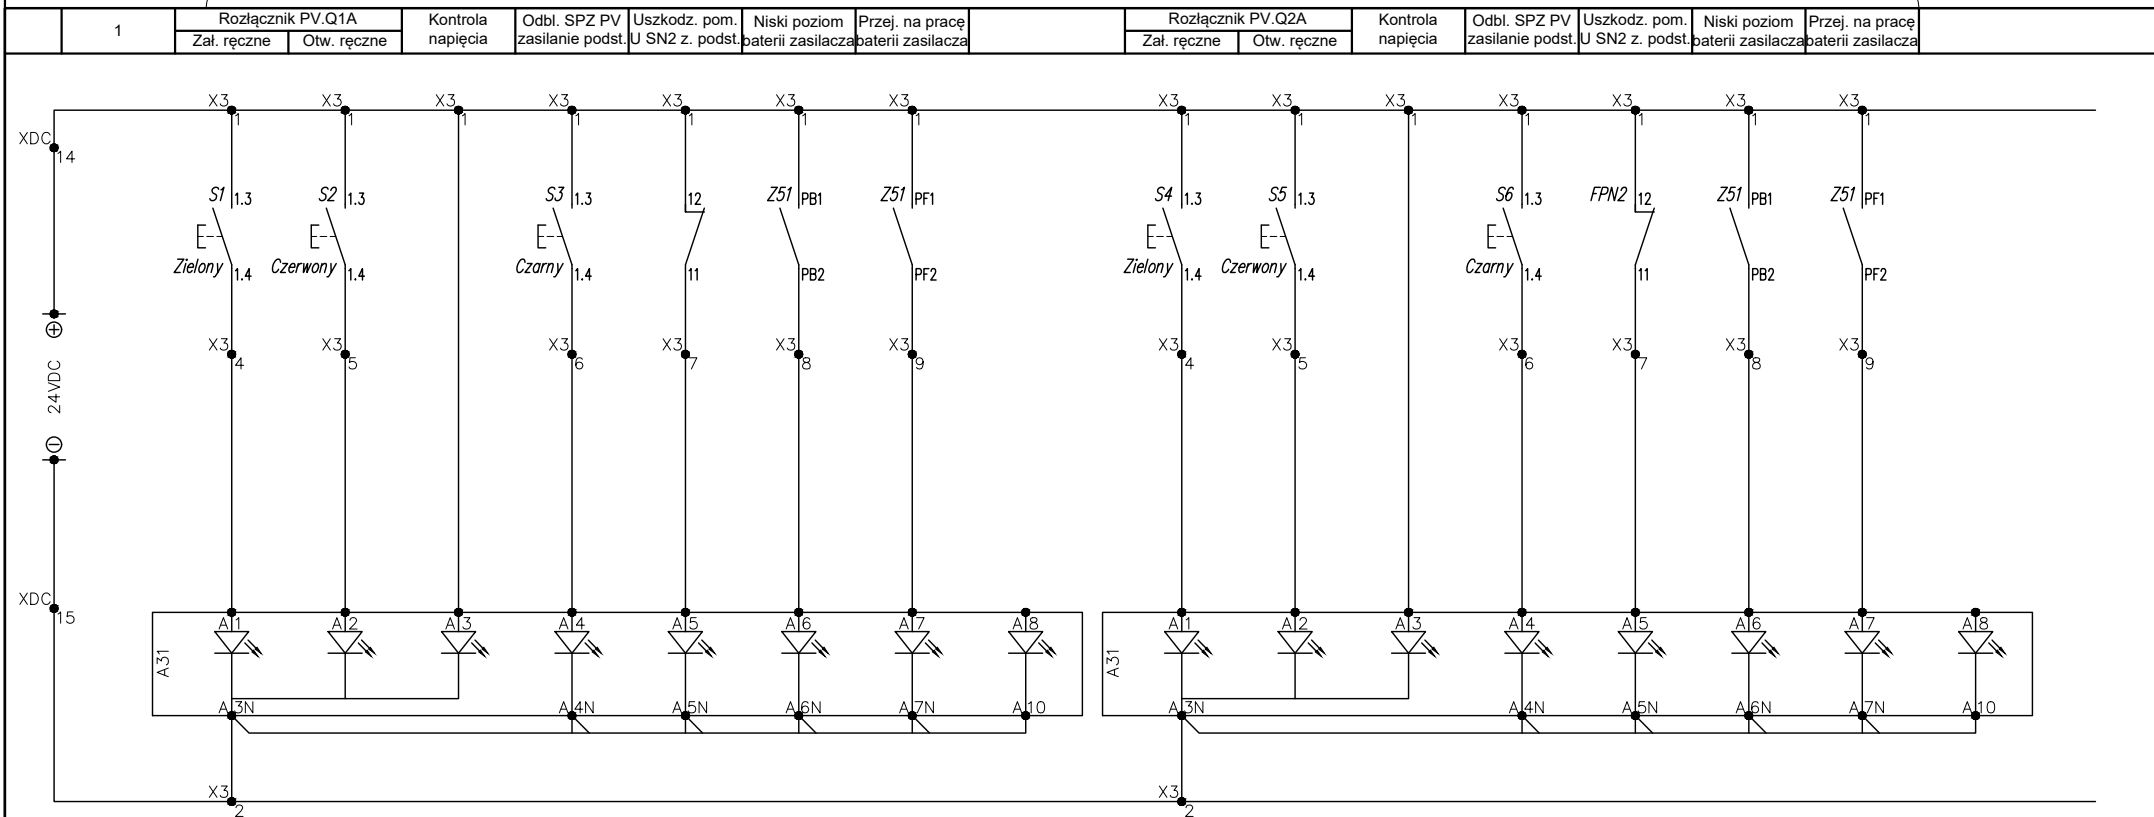 1
Rozłącznik PV.Q1A
Zał. ręczne
Otw. ręczne
Kontrola
napięcia
Odbl. SPZ PV
zasilanie podst.
Uszkodz. pom.
U SN2 z. podst.
Niski poziom
baterii zasilacza
Przej. na pracę
baterii zasilacza
Rozłącznik PV.Q2A
Zał. ręczne
Otw. ręczne
Kontrola
napięcia
Odbl. SPZ PV
zasilanie podst.
Uszkodz. pom.
U SN2 z. podst.
Niski poziom
baterii zasilacza
Przej. na pracę
baterii zasilacza
X3 X3 X3 X3 X3 X3 X3 X3 X3 X3 X3 X3 X3 X3
1 1 1 1 1 1 1 1 1 1 1 1 1 1
XDC
14
S1 1.3 S2 1.3 S3 1.3 12 Z51 PB1 Z51 PF1 S4 1.3 S5 1.3 S6 1.3 FPN2 12 Z51 PB1 Z51 PF1
Zielony 1.4 Czerwony 1.4 Czarny 1.4 11 PB2 PF2 Zielony 1.4 Czerwony 1.4 Czarny 1.4 11 PB2 PF2
+
24VDC
−
X3 X3 X3 X3 X3 X3 X3 X3 X3 X3 X3 X3
4 5 6 7 8 9 4 5 6 7 8 9
XDC
15
A31
A1 A2 A3 A4 A5 A6 A7 A8
A3N A4N A5N A6N A7N A10
A31
A1 A2 A3 A4 A5 A6 A7 A8
A3N A4N A5N A6N A7N A10
X3 X3
2 2